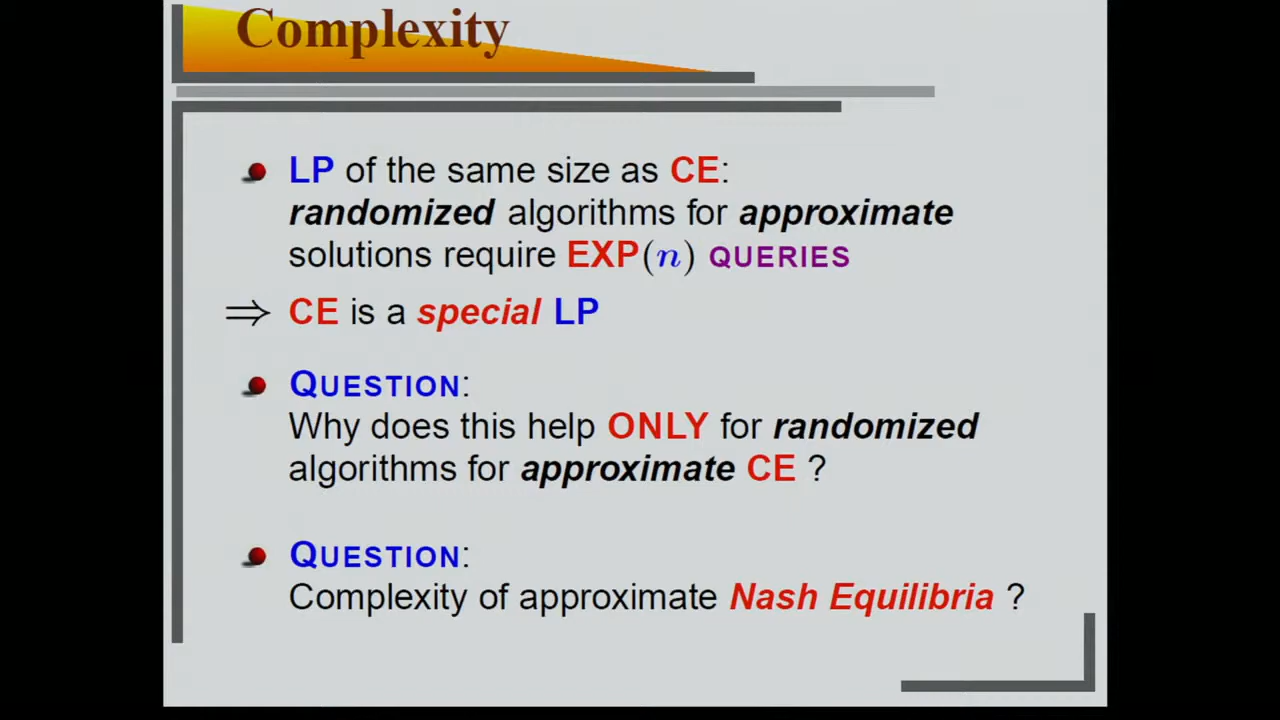 Complexity
LP of the same size as CE:
randomized algorithms for approximate
solutions require EXP(n) QUERIES
⇒ CE is a special LP
QUESTION:
Why does this help ONLY for randomized
algorithms for approximate CE ?
QUESTION:
Complexity of approximate Nash Equilibria ?